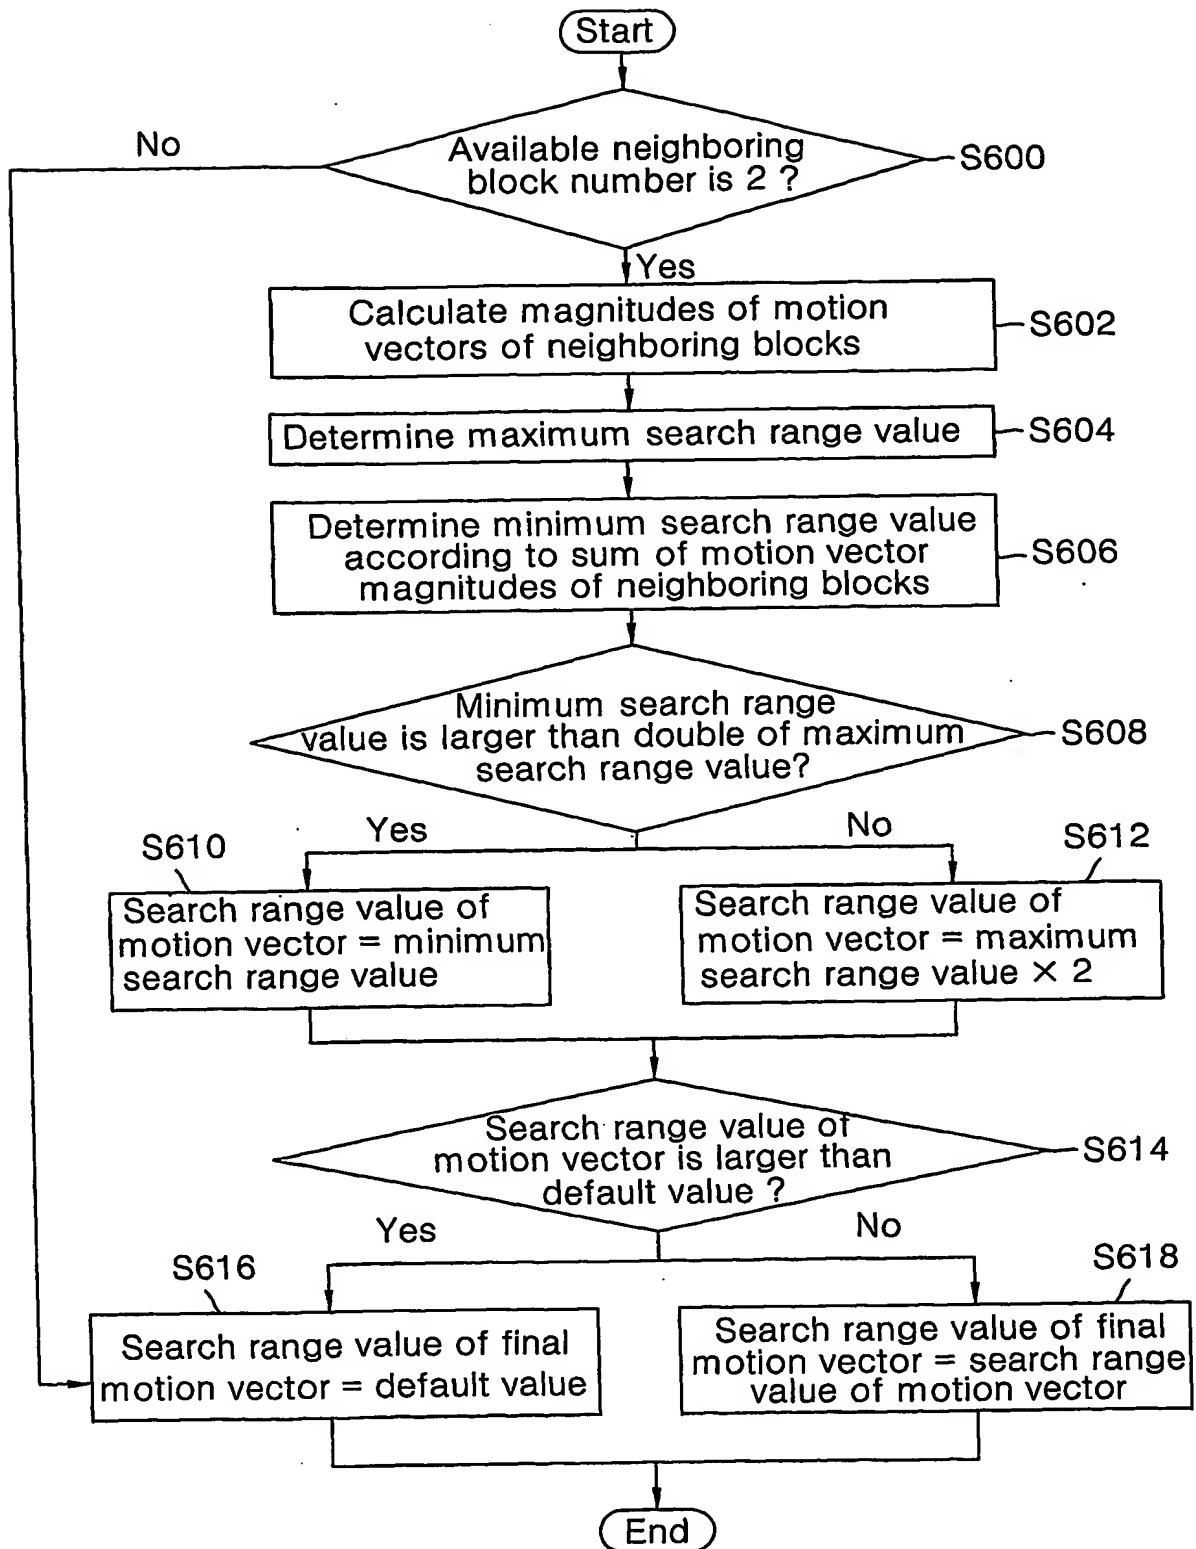 Start
No
Available neighboring
block number is 2 ?
S600
Yes
Calculate magnitudes of motion
vectors of neighboring blocks
S602
Determine maximum search range value
S604
Determine minimum search range value
according to sum of motion vector
magnitudes of neighboring blocks
S606
Minimum search range
value is larger than double of maximum
search range value?
S608
Yes
No
S610
S612
Search range value of
motion vector = minimum
search range value
Search range value of
motion vector = maximum
search range value × 2
Search range value of
motion vector is larger than
default value ?
S614
Yes
No
S616
S618
Search range value of final
motion vector = default value
Search range value of final
motion vector = search range
value of motion vector
End